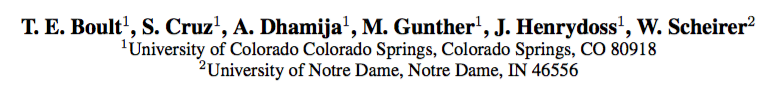 T. E. Boult¹, S. Cruz¹, A. Dhamija¹, M. Gunther¹, J. Henrydoss¹, W. Scheirer²
¹University of Colorado Colorado Springs, Colorado Springs, CO 80918
²University of Notre Dame, Notre Dame, IN 46556